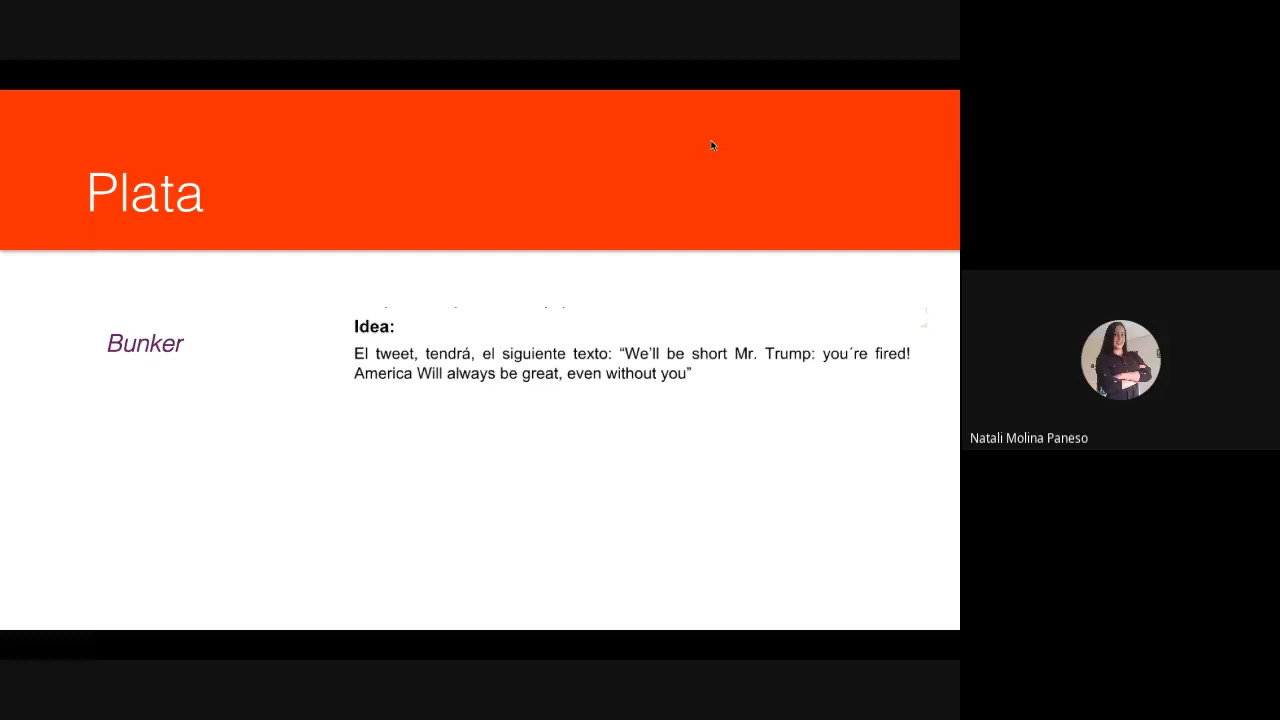 Plata
Bunker
Idea:
El tweet, tendrá, el siguiente texto: “We’ll be short Mr. Trump: you´re fired!
America Will always be great, even without you”
Natali Molina Paneso